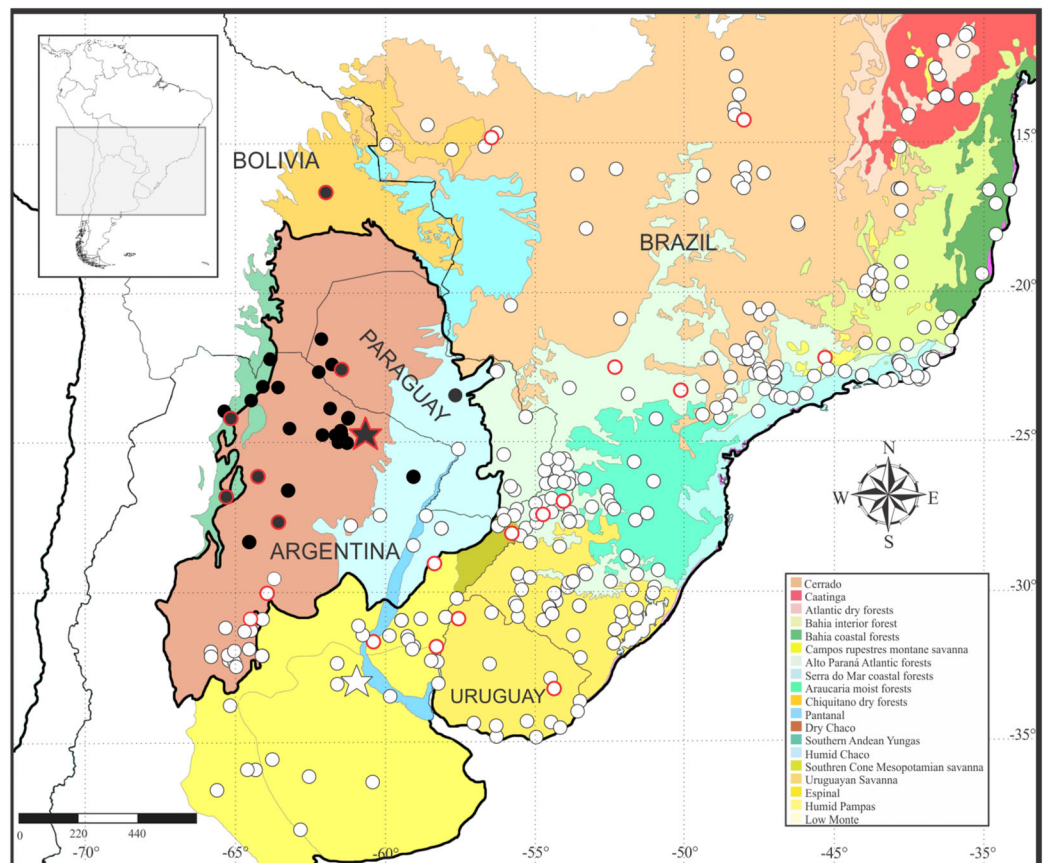 BOLIVIA
BRAZIL
PARAGUAY
ARGENTINA
URUGUAY
15°
-20°
-25°
-30°
-35°
N
W E
S
Cerrado
Caatinga
Atlantic dry forests
Bahia interior forest
Bahia coastal forests
Campos rupestres montane savanna
Alto Paraná Atlantic forests
Serra do Mar coastal forests
Araucaria moist forests
Chiquitano dry forests
Pantanal
Dry Chaco
Southern Andean Yungas
Humid Chaco
Southren Cone Mesopotamian savanna
Uruguayan Savanna
Espinal
Humid Pampas
Low Monte
0 220 440
-70° -65° -60° -55° -50° -45° -40° -35°